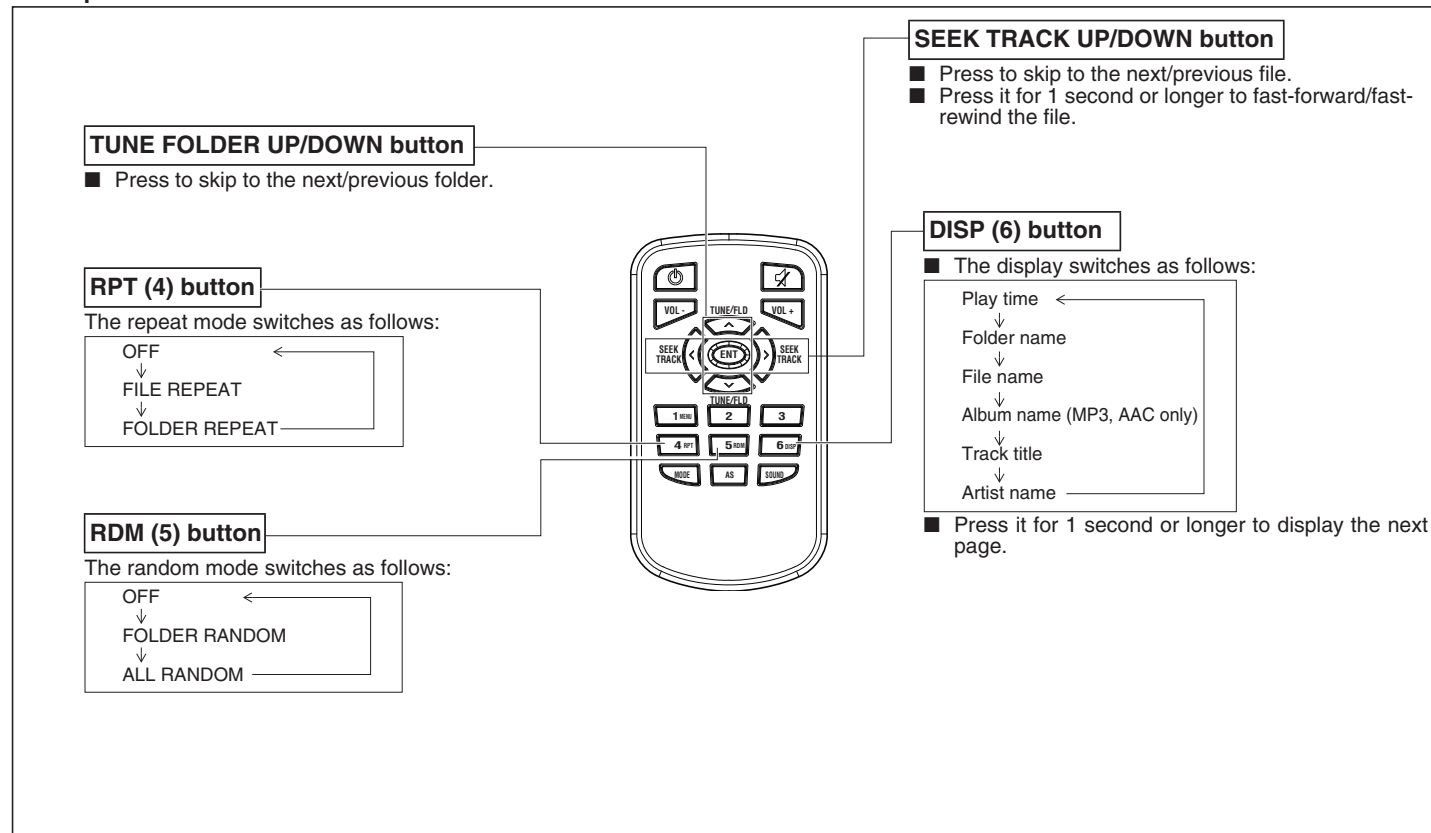 SEEK TRACK UP/DOWN button
■ Press to skip to the next/previous file.
■ Press it for 1 second or longer to fast-forward/fast-
rewind the file.
TUNE FOLDER UP/DOWN button
■ Press to skip to the next/previous folder.
DISP (6) button
■ The display switches as follows:
Play time
Folder name
File name
Album name (MP3, AAC only)
Track title
Artist name
■ Press it for 1 second or longer to display the next
page.
RPT (4) button
The repeat mode switches as follows:
OFF
FILE REPEAT
FOLDER REPEAT
RDM (5) button
The random mode switches as follows:
OFF
FOLDER RANDOM
ALL RANDOM
VOL - TUNE/FLD VOL +
SEEK TRACK ENT SEEK TRACK
TUNE/FLD
1 MENU 2 3
4 RPT 5 RDM 6 DISP
MODE AS SOUND